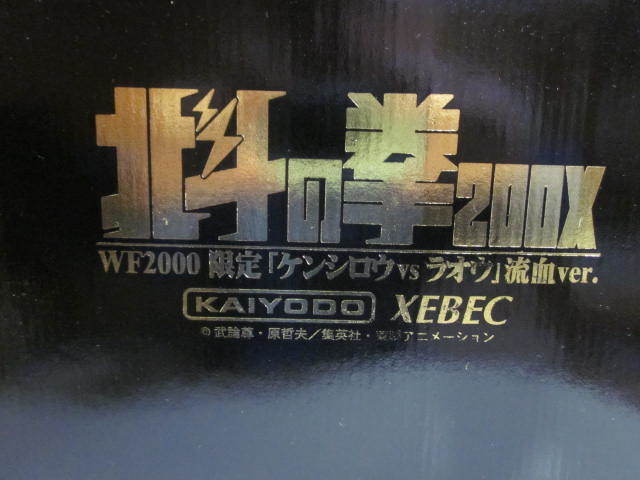 北斗の拳200X
WF2000 限定「ケンシロウvsラオウ」流血ver.
KAIYODO XEBEC
©武論尊・原哲夫／集英社・東映アニメーション